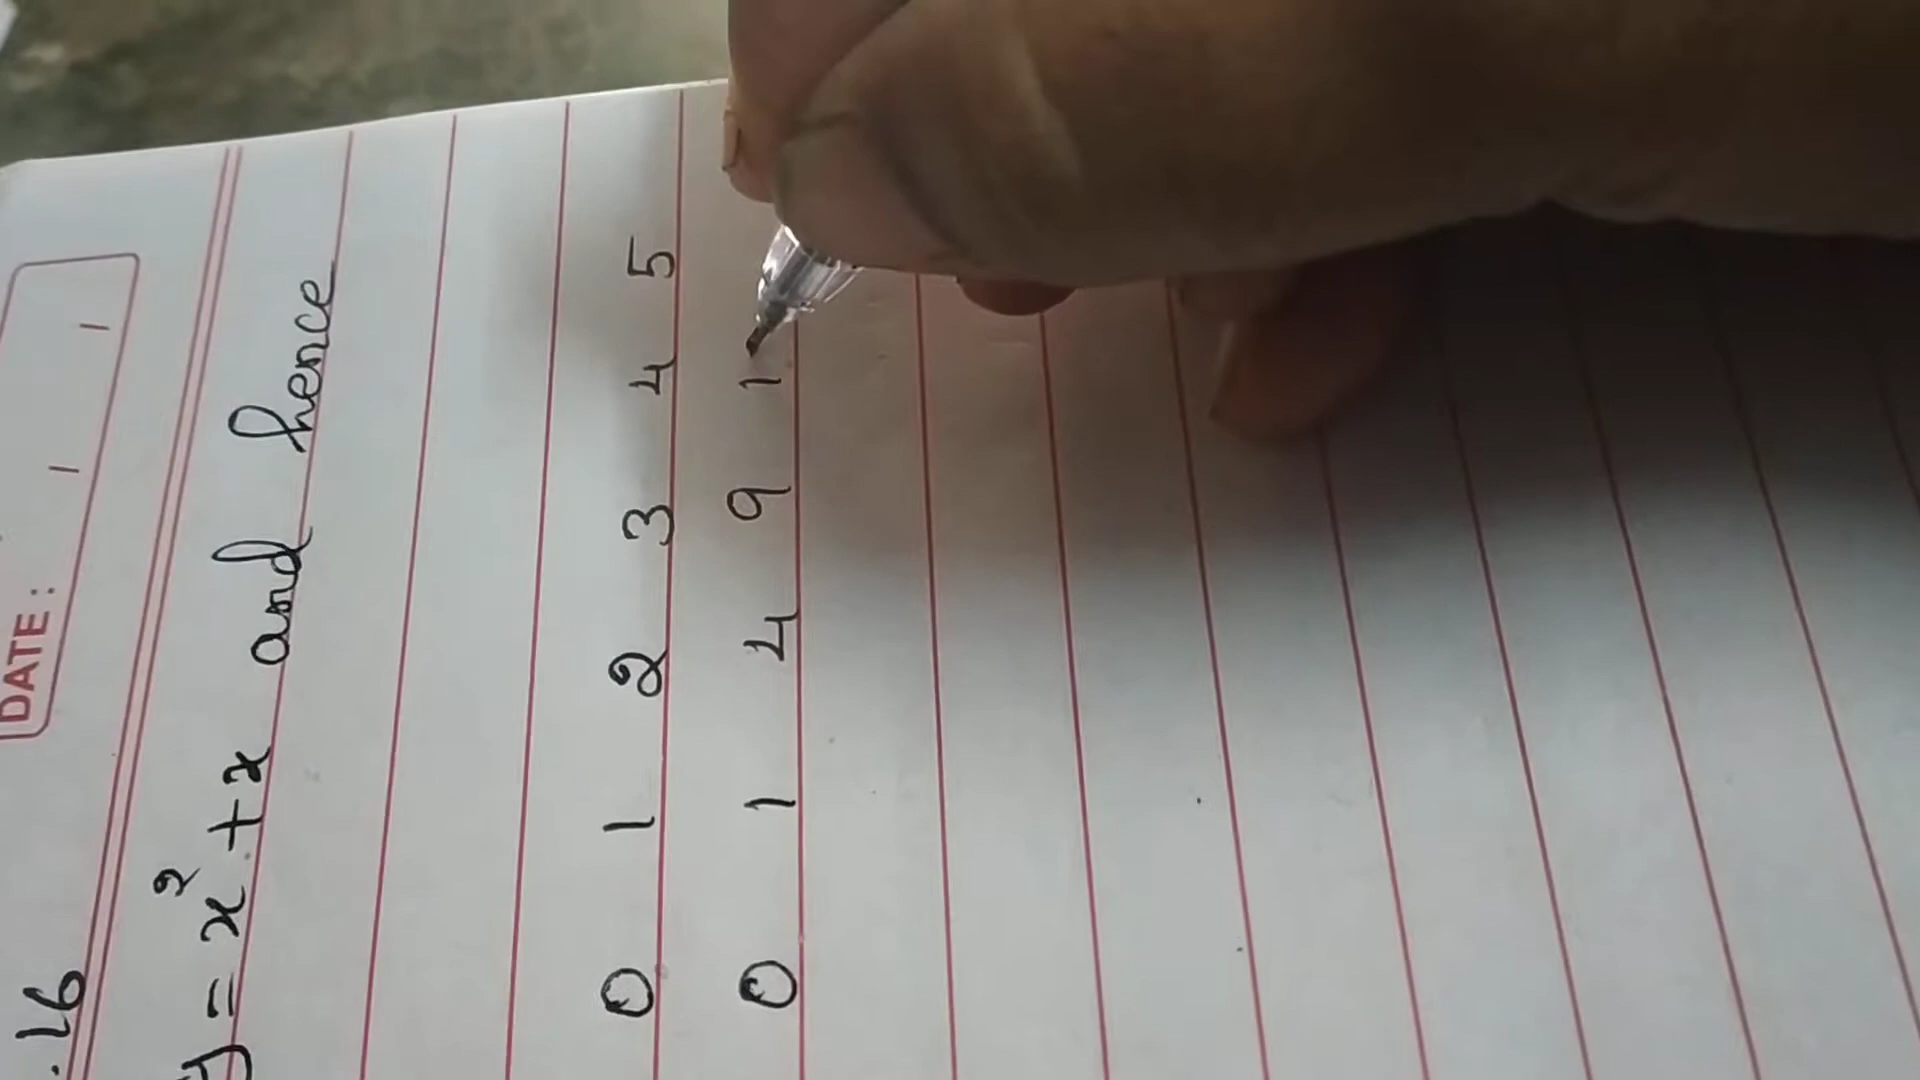 DATE: / /
.16
y = x² + x and hence
0 1 2 3 4 5
0 1 4 9 1